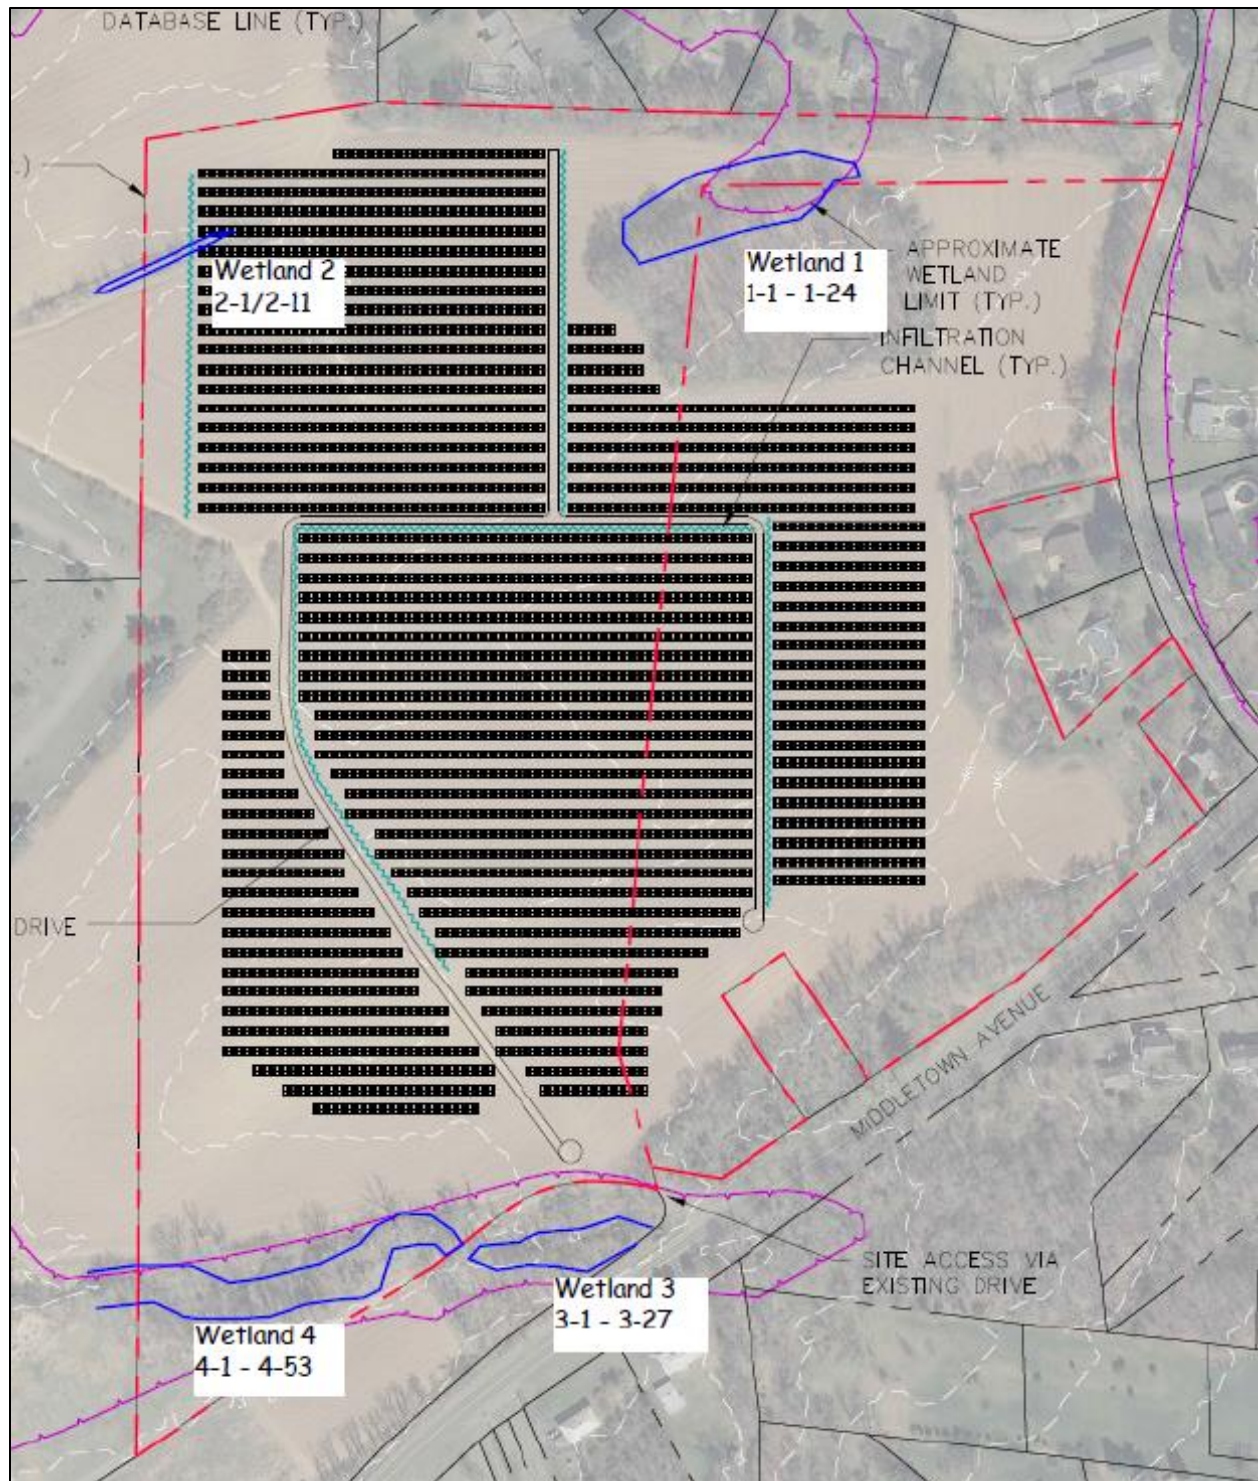 DATABASE LINE (TYP.)
.)
Wetland 2
2-1/2-11
Wetland 1
1-1 - 1-24
APPROXIMATE
WETLAND
LIMIT (TYP.)
INFILTRATION
CHANNEL (TYP.)
DRIVE
MIDDLETOWN AVENUE
SITE ACCESS VIA
EXISTING DRIVE
Wetland 3
3-1 - 3-27
Wetland 4
4-1 - 4-53